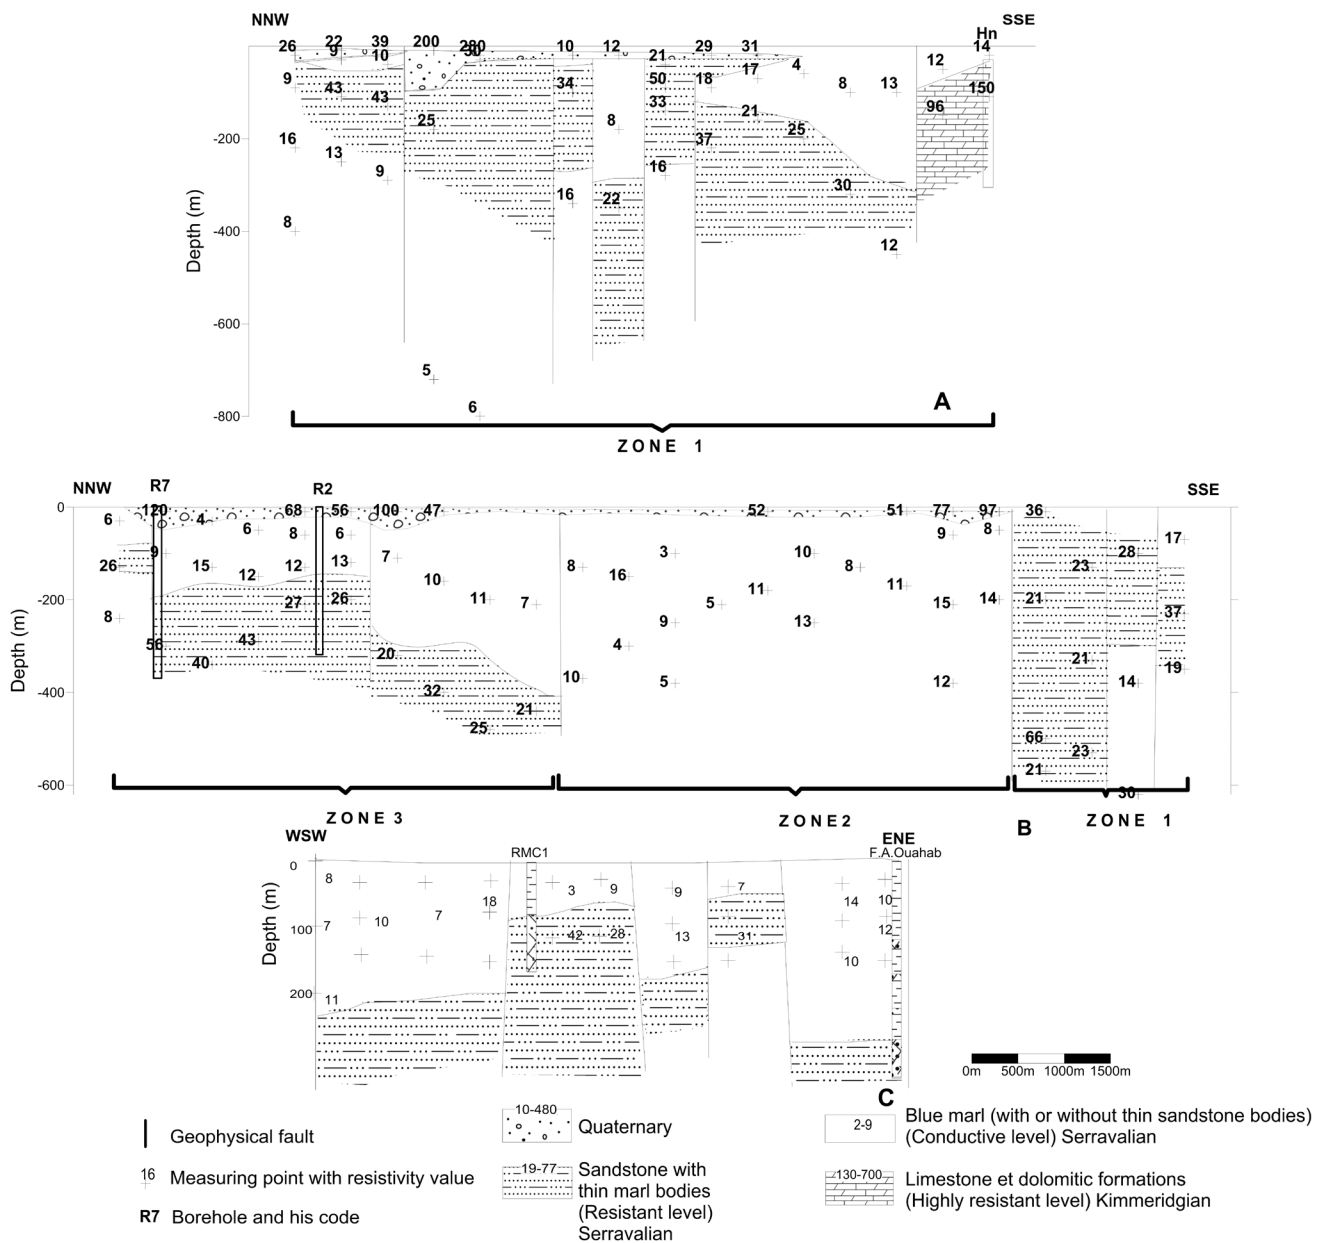 NNW
SSE
Hn
26 22 39 200 10 12 29 31 14
9 10 30 21 12
9 50 18 17 4 8 13 150
43 43 34 33 96
25 8 21
16 37 25
13 9 16
-200
30
16 22
8
-400
12
Depth (m)
-600
5
6
-800
A
ZONE 1
NNW R7 R2 SSE
0
120 68 56 100 47 52 51 77 97 36
6 4 6 8 6 9 8 17
9 7 3 10 28
26 15 12 12 13 10 8 16 8 23
11 11
-200
27 26 11 7 5 15 14 21
8 9 13 37
56 43 20 4 21
40 10 5 12 14 19
32
-400
21
25
66
23
21
-600
30
Depth (m)
ZONE 3
ZONE2
ZONE 1
B
WSW
ENE
RMC1
F.A.Ouahab
0
8 18 3 9 9 7 14 10
7 10 7 12
100
42 28 13 31
10
200
11
Depth (m)
C
0m 500m 1000m 1500m
Geophysical fault
16
Measuring point with resistivity value
R7 Borehole and his code
10-480
Quaternary
19-77
Sandstone with
thin marl bodies
(Resistant level)
Serravalian
2-9
Blue marl (with or without thin sandstone bodies)
(Conductive level) Serravalian
130-700
Limestone et dolomitic formations
(Highly resistant level) Kimmeridgian